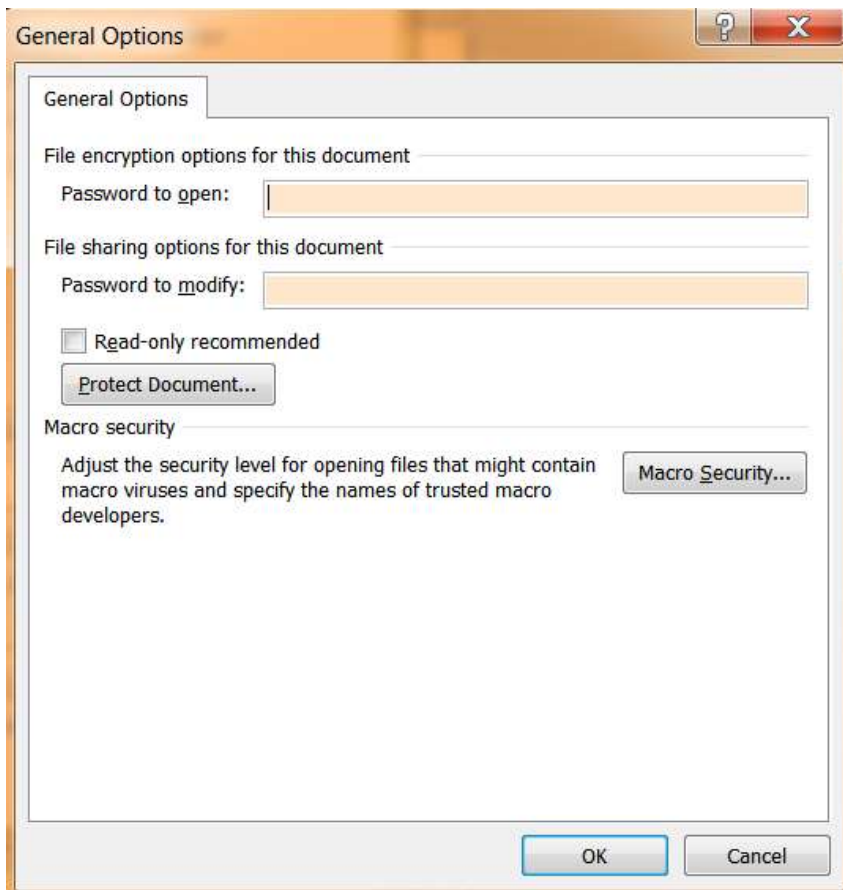 General Options
General Options
File encryption options for this document
Password to open:
File sharing options for this document
Password to modify:
Read-only recommended
Protect Document...
Macro security
Adjust the security level for opening files that might contain
macro viruses and specify the names of trusted macro
developers.
Macro Security...
OK
Cancel